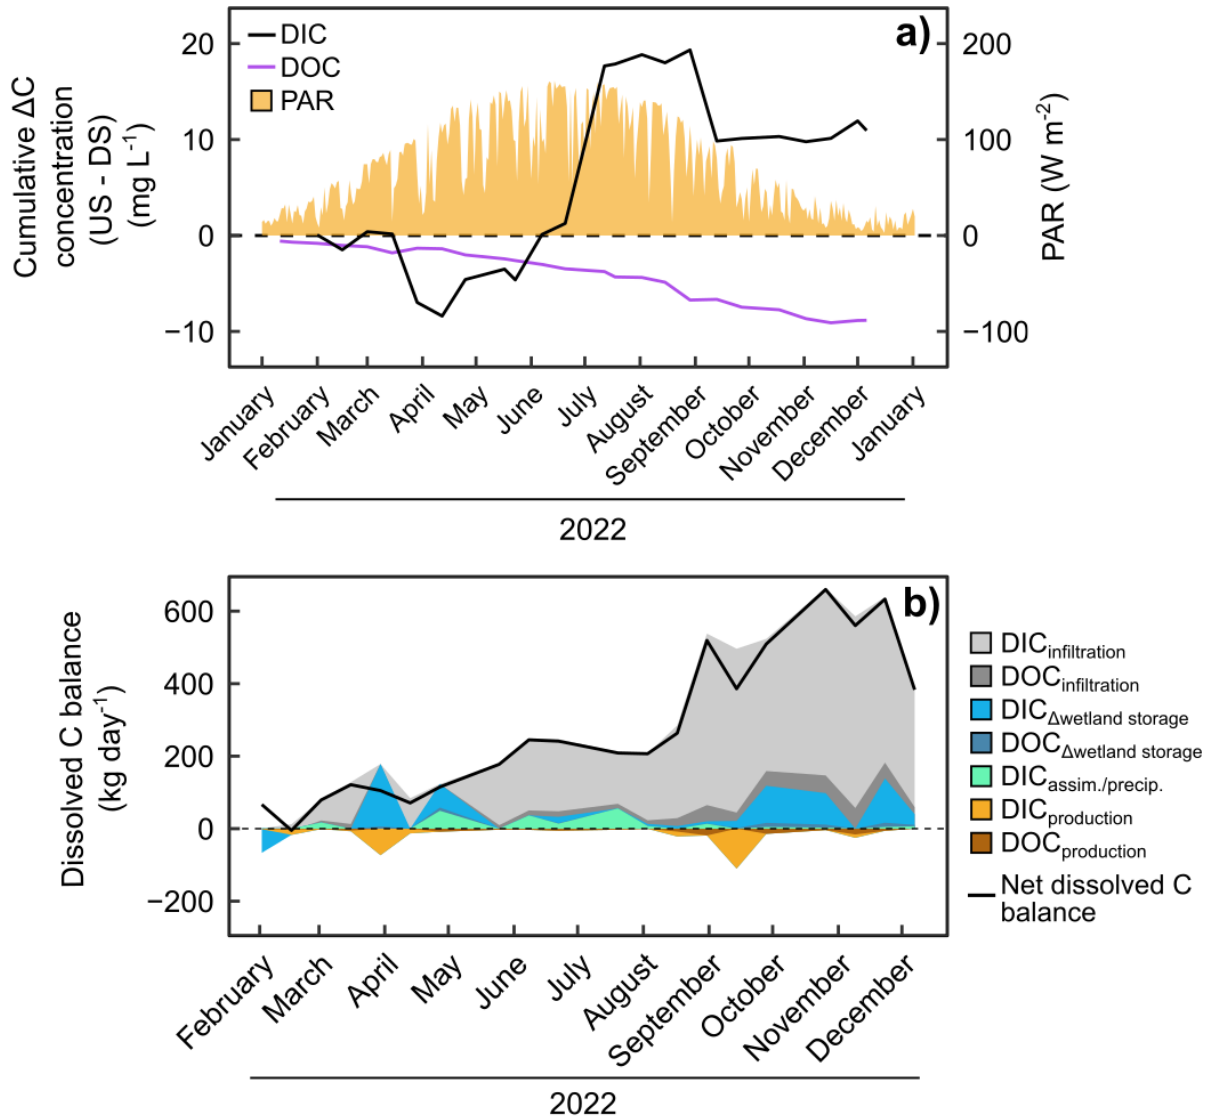 a)
DIC
DOC
PAR
20
10
0
−10
Cumulative ΔC
concentration
(US - DS)
(mg L-1)
200
100
0
−100
PAR (W m-2)
January
February
March
April
May
June
July
August
September
October
November
December
January
2022
b)
600
400
200
0
−200
Dissolved C balance
(kg day-1)
DICinfiltration
DOCinfiltration
DICΔwetland storage
DOCΔwetland storage
DICassim./precip.
DICproduction
DOCproduction
Net dissolved C
balance
February
March
April
May
June
July
August
September
October
November
December
2022